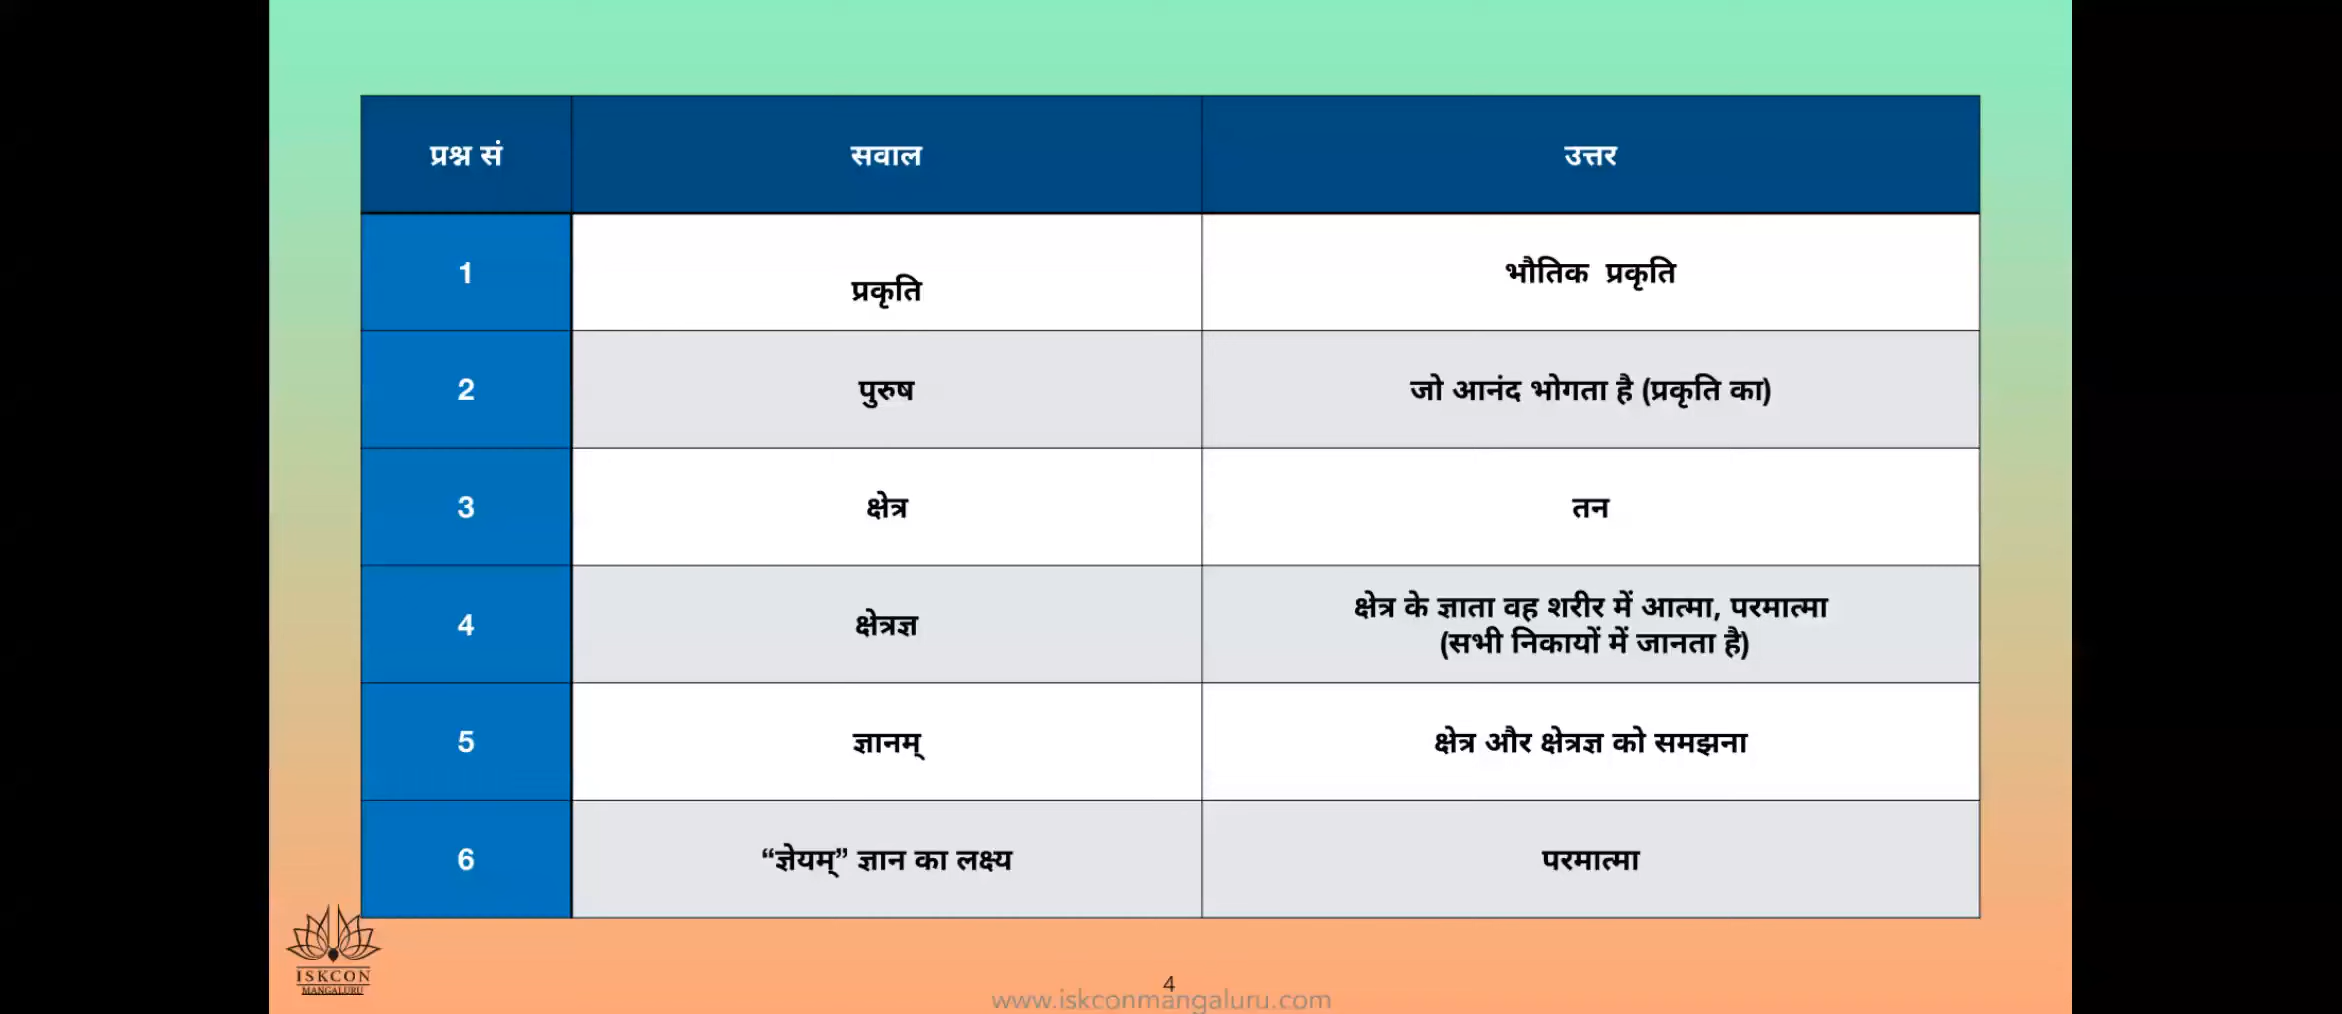 प्रश्न सं सवाल उत्तर
1 प्रकृति भौतिक प्रकृति
2 पुरुष जो आनंद भोगता है (प्रकृति का)
3 क्षेत्र तन
4 क्षेत्रज्ञ क्षेत्र के ज्ञाता वह शरीर में आत्मा, परमात्मा
(सभी निकायों में जानता है)
5 ज्ञानम् क्षेत्र और क्षेत्रज्ञ को समझना
6 “ज्ञेयम्” ज्ञान का लक्ष्य परमात्मा
ISKCON
MANGALURU
4
www.iskconmangaluru.com